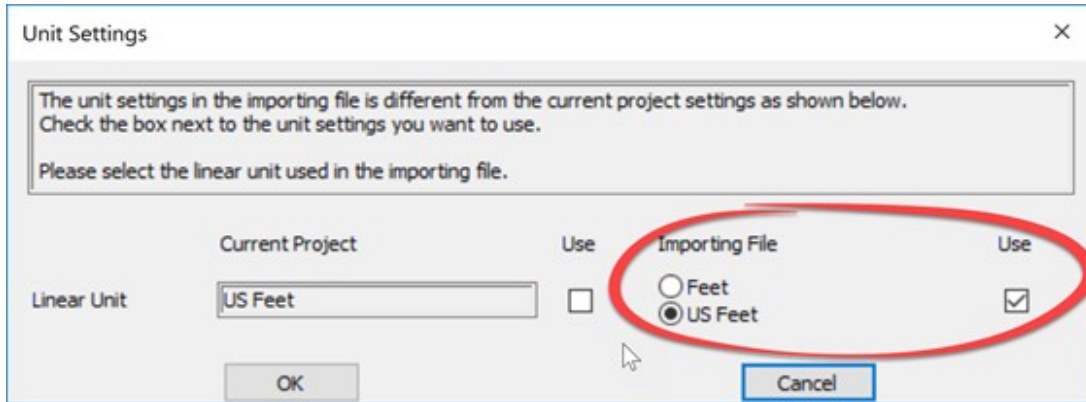 Unit Settings
The unit settings in the importing file is different from the current project settings as shown below.
Check the box next to the unit settings you want to use.
Please select the linear unit used in the importing file.
Current Project Use Importing File Use
Feet
Linear Unit US Feet US Feet
OK Cancel